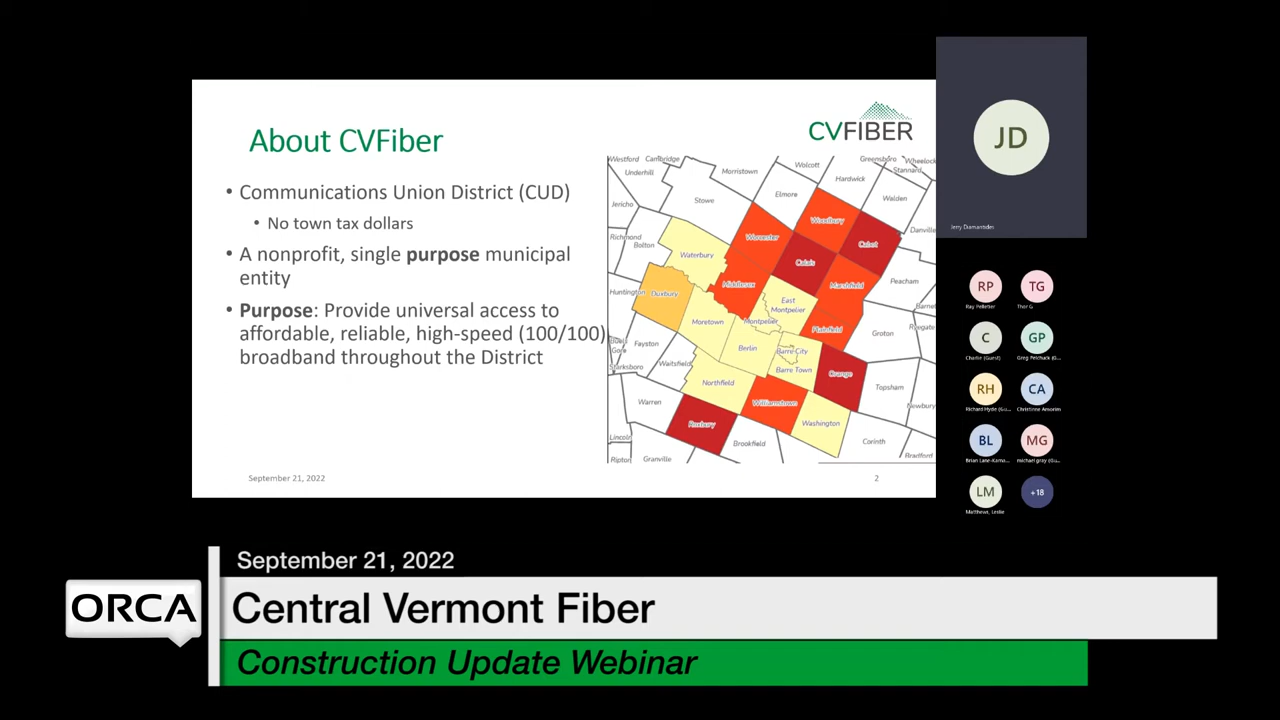 About CVFiber
CVFIBER
• Communications Union District (CUD)
• No town tax dollars
• A nonprofit, single purpose municipal
entity
• Purpose: Provide universal access to
affordable, reliable, high-speed (100/100)
broadband throughout the District
Westford
Cambridge
Underhill
Morristown
Wolcott
Greensboro
Wheelock
Stannard
Hardwick
Jericho
Stowe
Elmore
Walden
Woodbury
Danville
Richmond
Bolton
Worcester
Cabot
Waterbury
Calais
Peacham
Huntington
Duxbury
Middlesex
Marshfield
East
Montpelier
Moretown
Montpelier
Plainfield
Groton
Fayston
Berlin
Barre City
Waitsfield
Barre Town
Orange
Topsham
Northfield
Warren
Williamstown
Newbury
Roxbury
Washington
Lincoln
Brookfield
Corinth
Ripton
Granville
Bradford
September 21, 2022
2
JD
Jerry Diamantides
RP
TG
Ray Pelletier
Thor G
C
GP
Charlie (Guest)
Greg Pelchuck (G...
RH
CA
Richard Hyde (Gu...
Christinne Amories
BL
MG
Brian Lane-Karna...
michael gray (Gu...
LM
+18
Matthews, Leslie
September 21, 2022
ORCA
Central Vermont Fiber
Construction Update Webinar